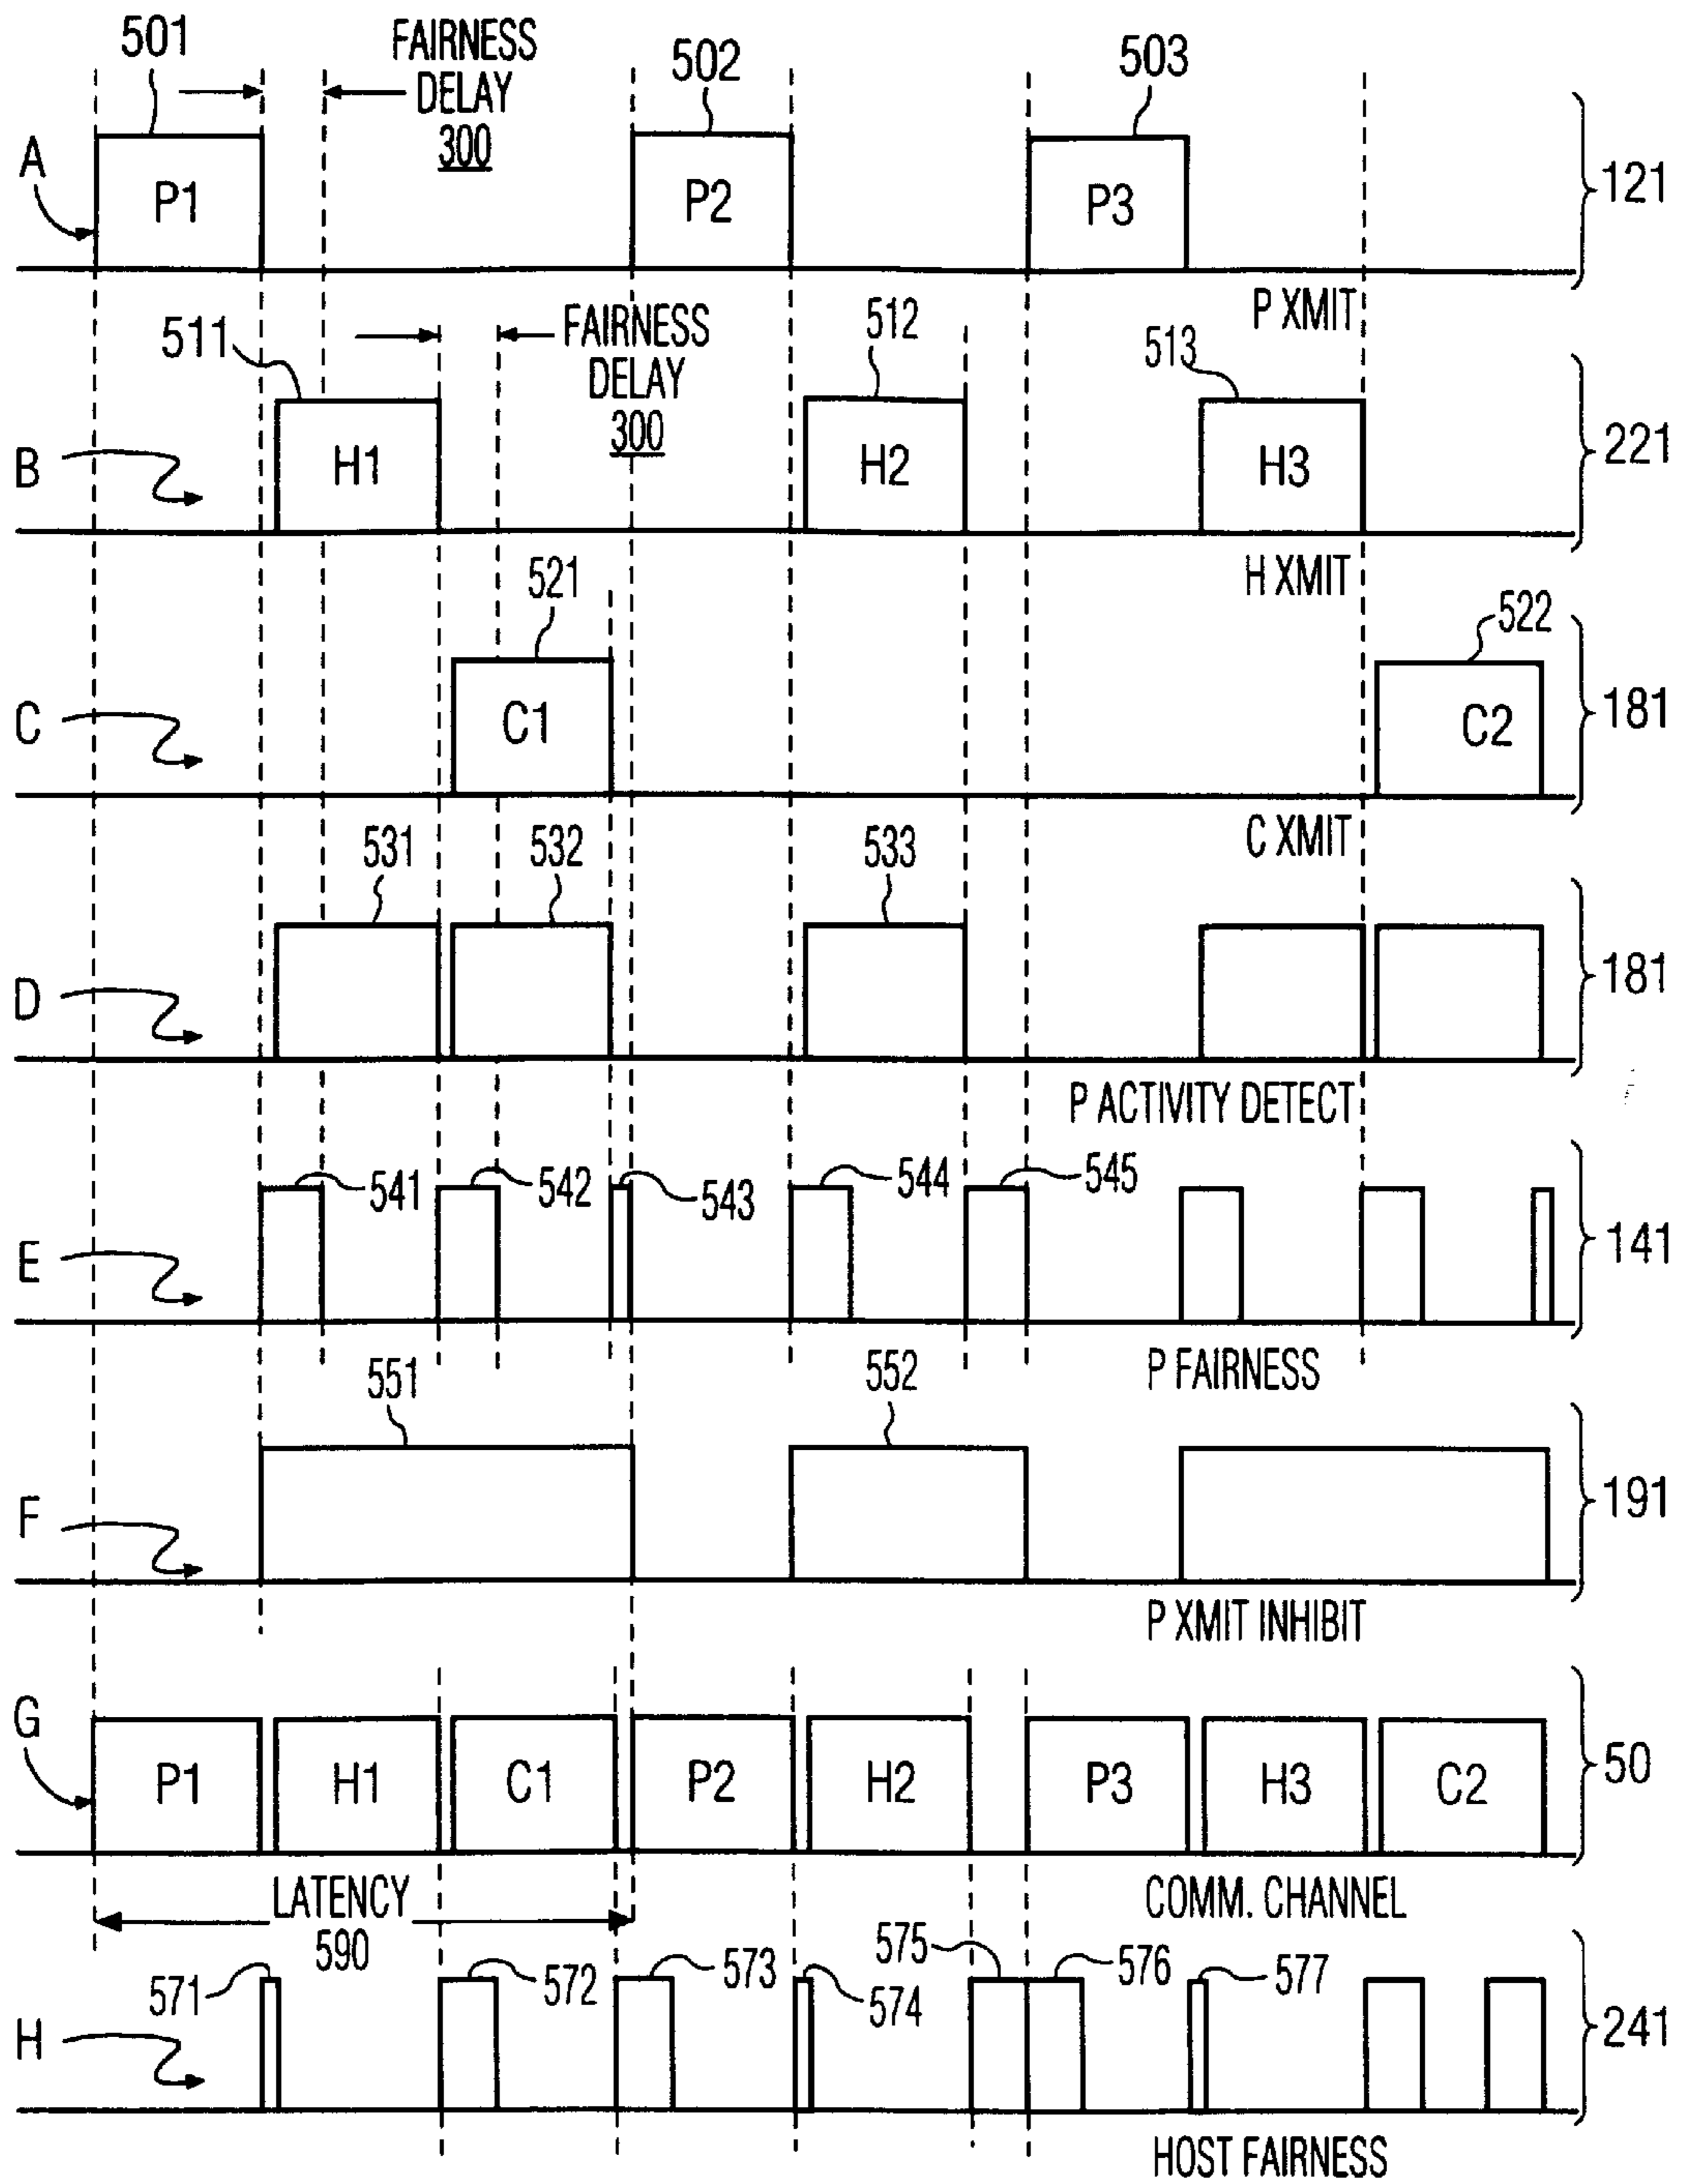 501
FAIRNESS
DELAY
300
502
503
A
P1
P2
P3
121
P XMIT
511
FAIRNESS
DELAY
300
512
513
B
H1
H2
H3
221
H XMIT
521
522
C
C1
C2
181
C XMIT
531
532
533
D
181
P ACTIVITY DETECT
541
542
543
544
545
E
141
P FAIRNESS
551
552
F
191
P XMIT INHIBIT
G
P1
H1
C1
P2
H2
P3
H3
C2
50
LATENCY
590
COMM. CHANNEL
571
572
573
574
575
576
577
H
241
HOST FAIRNESS